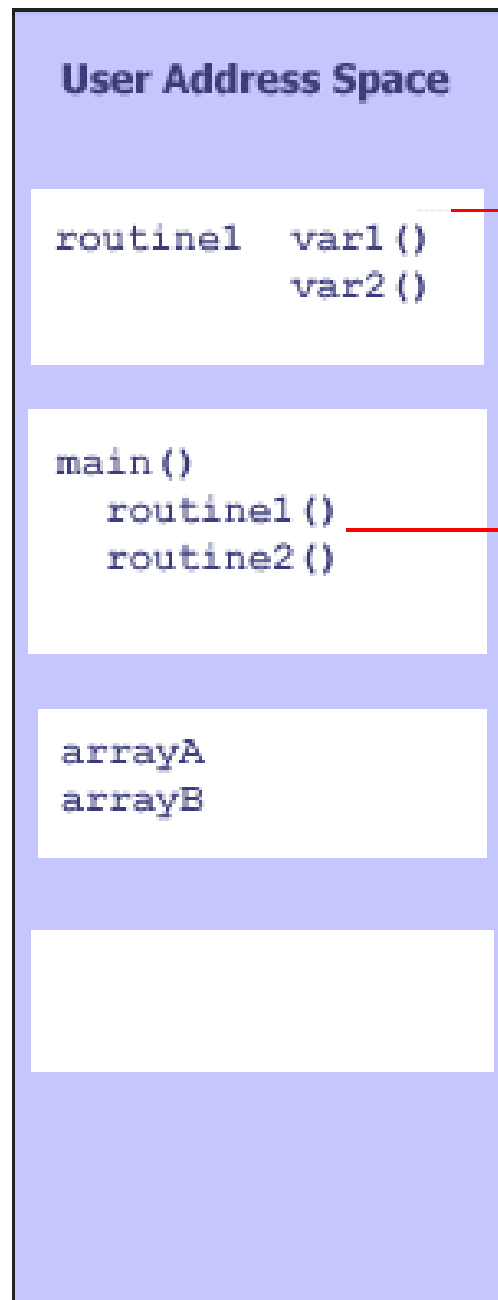 User Address Space
routine1 var1()
var2()
main()
routine1()
routine2()
arrayA
arrayB